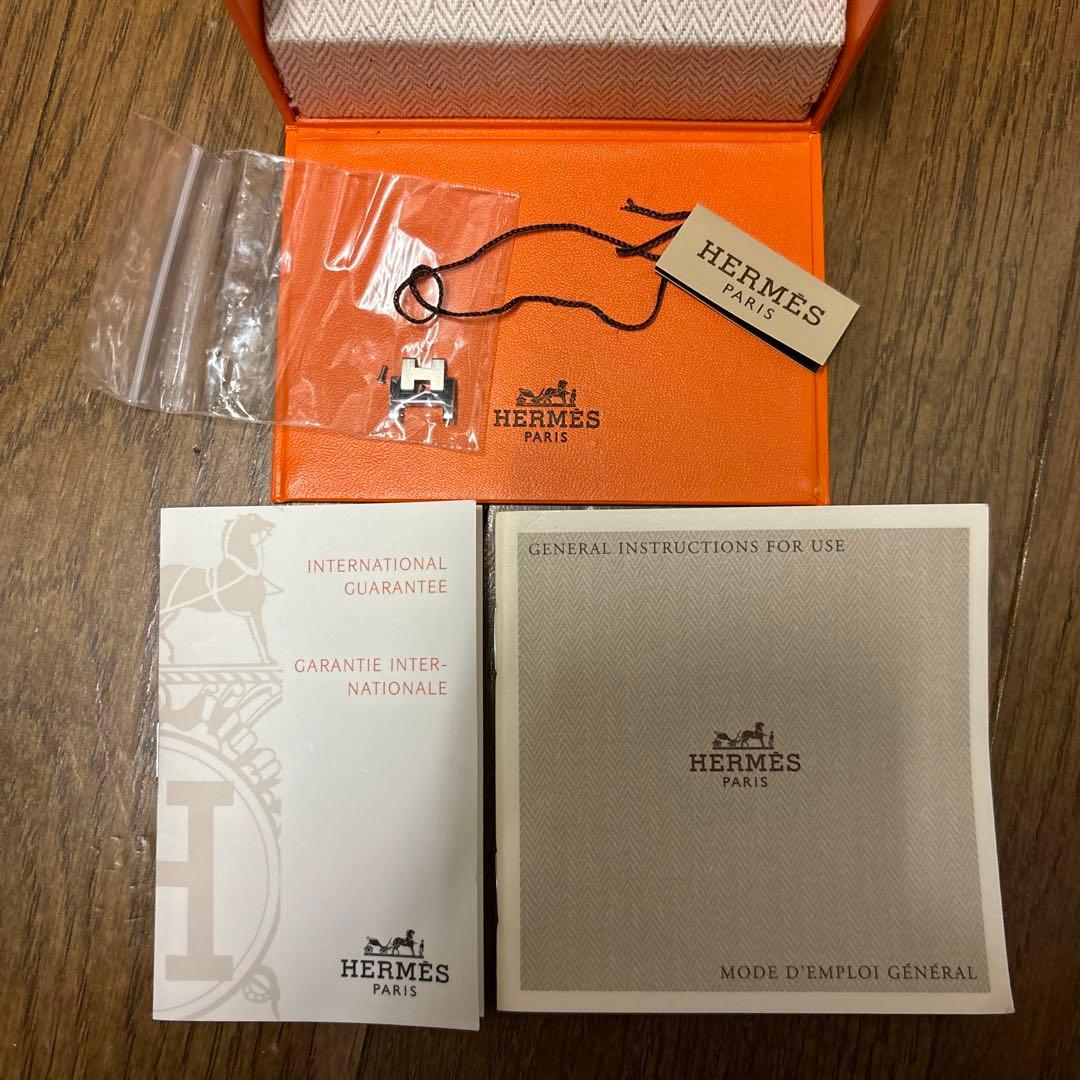 HERMÈS
PARIS
HERMÈS
PARIS
INTERNATIONAL
GUARANTEE
GARANTIE INTER-
NATIONALE
HERMÈS
PARIS
GENERAL INSTRUCTIONS FOR USE
HERMÈS
PARIS
MODE D'EMPLOI GÉNÉRAL